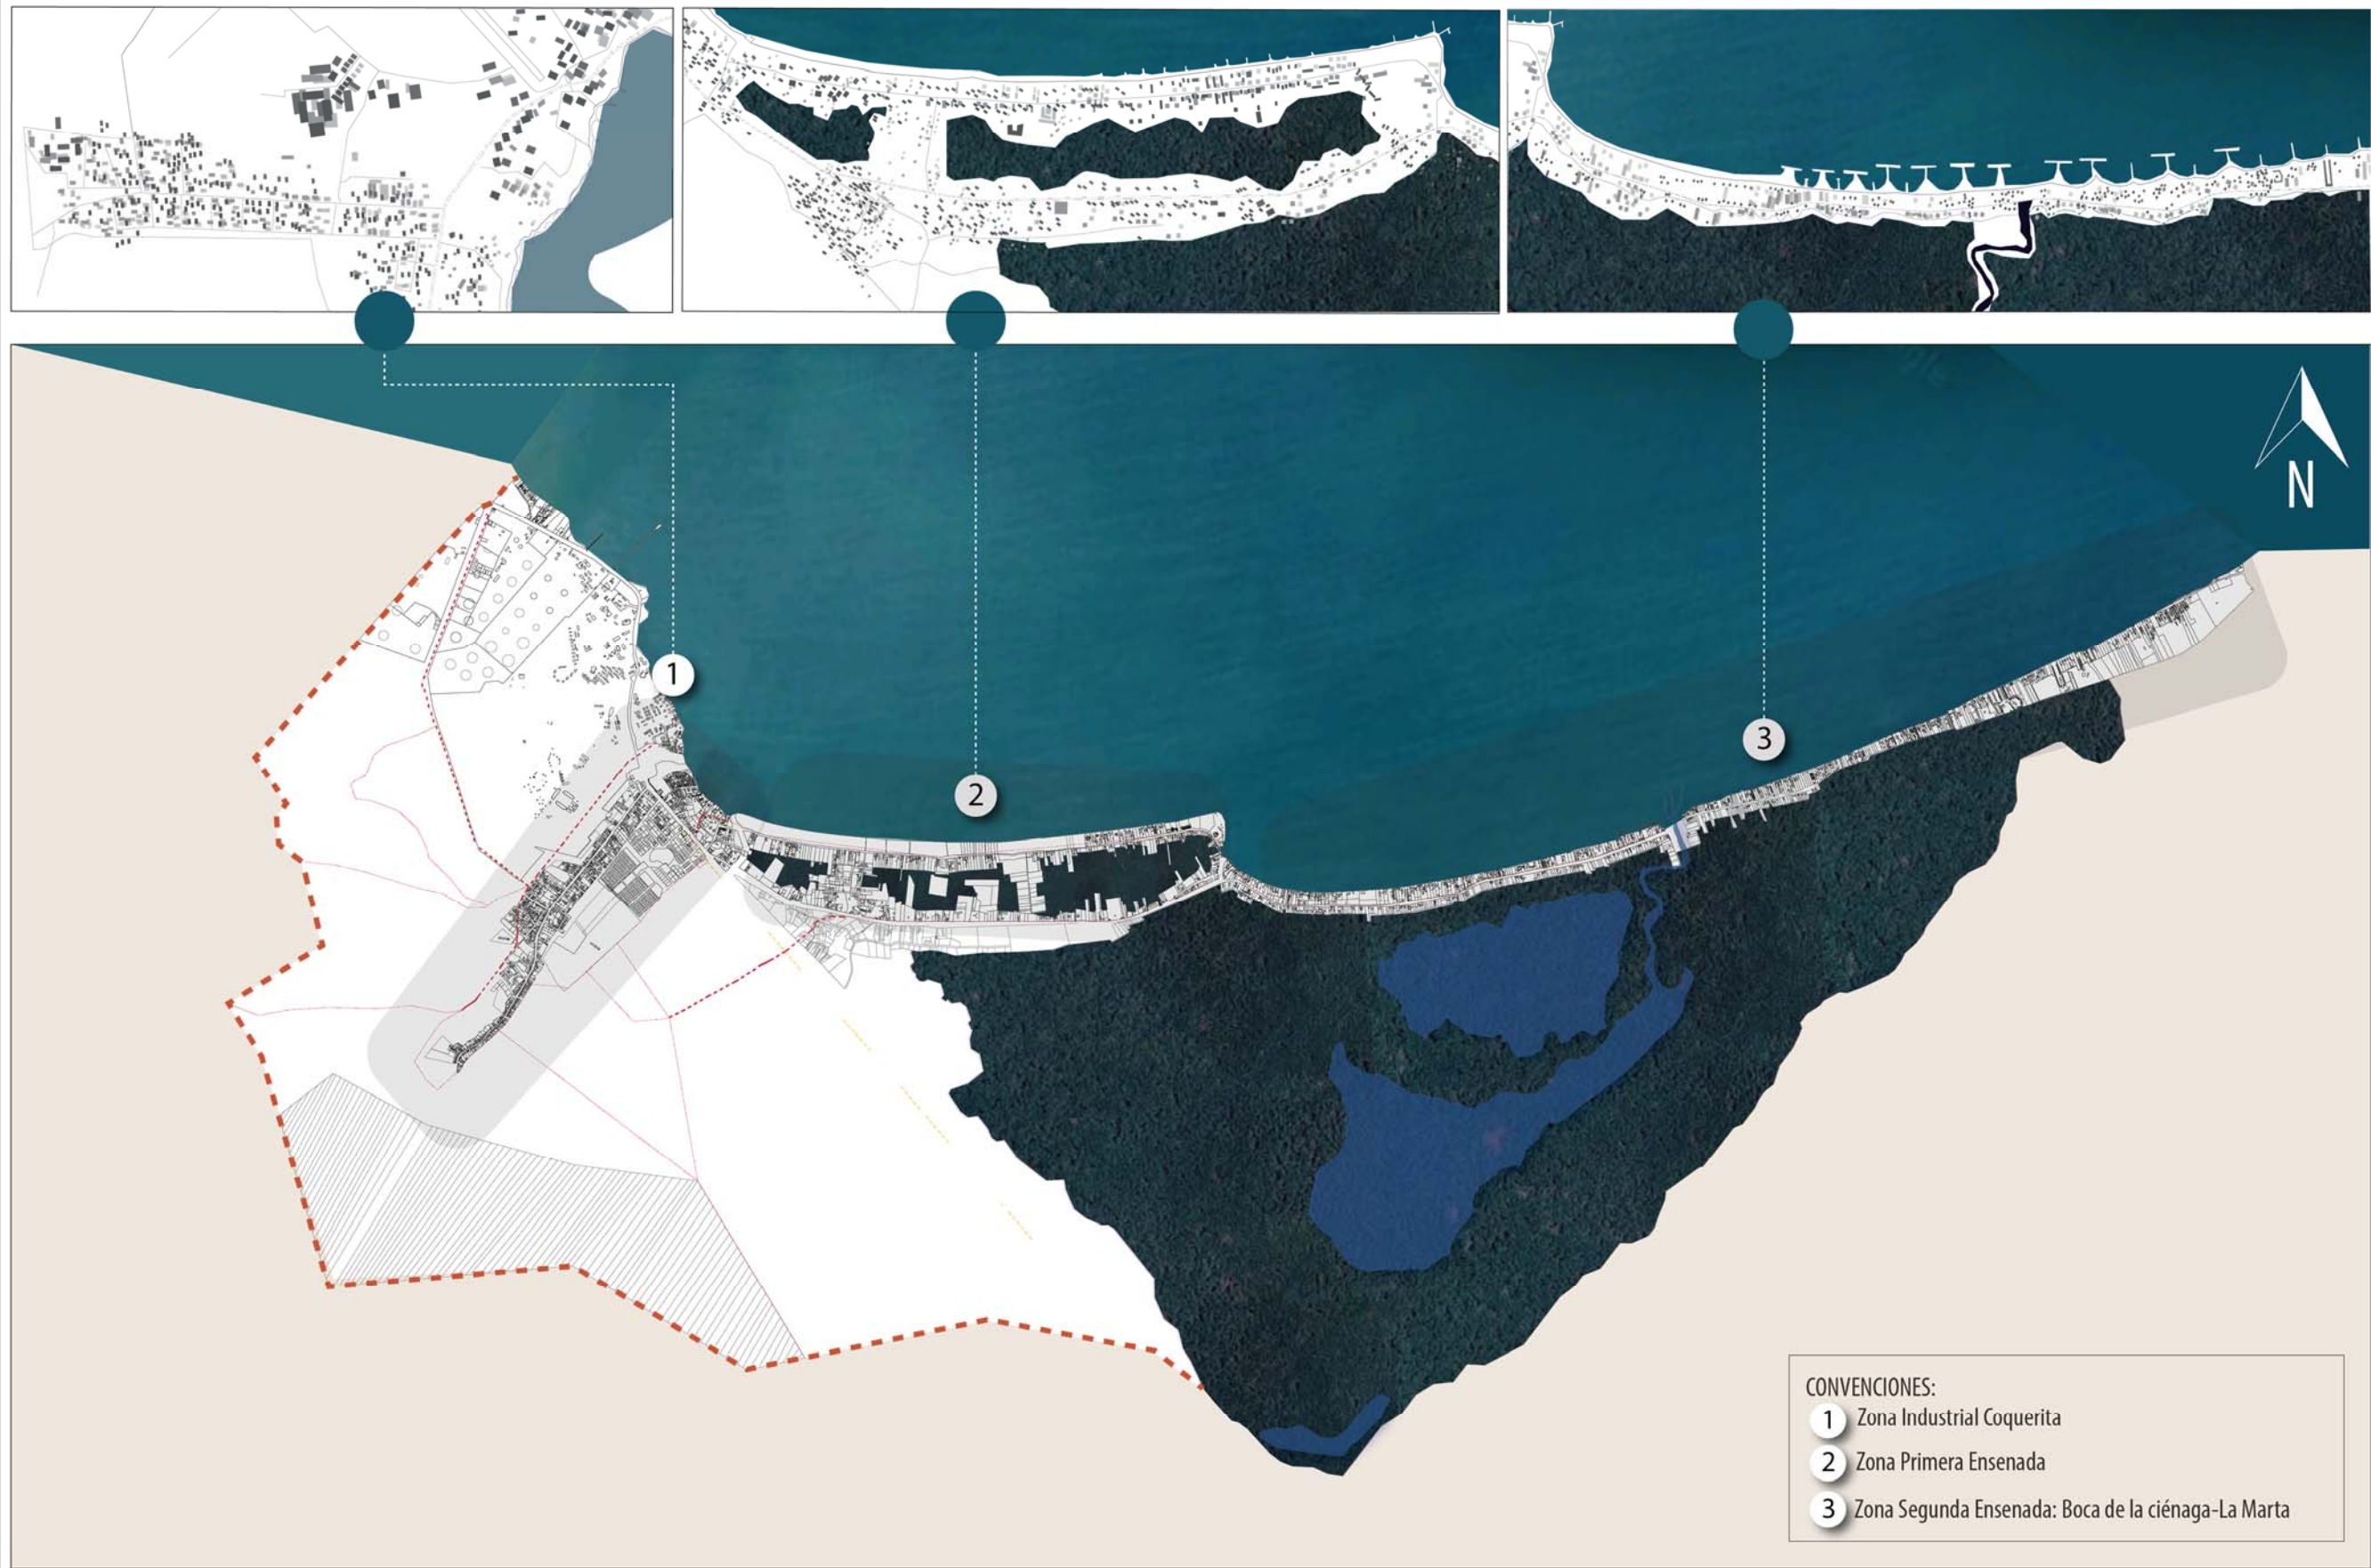 N
1
2
3
CONVENCIONES:
1 Zona Industrial Coquerita
2 Zona Primera Ensenada
3 Zona Segunda Ensenada: Boca de la ciénaga-La Marta